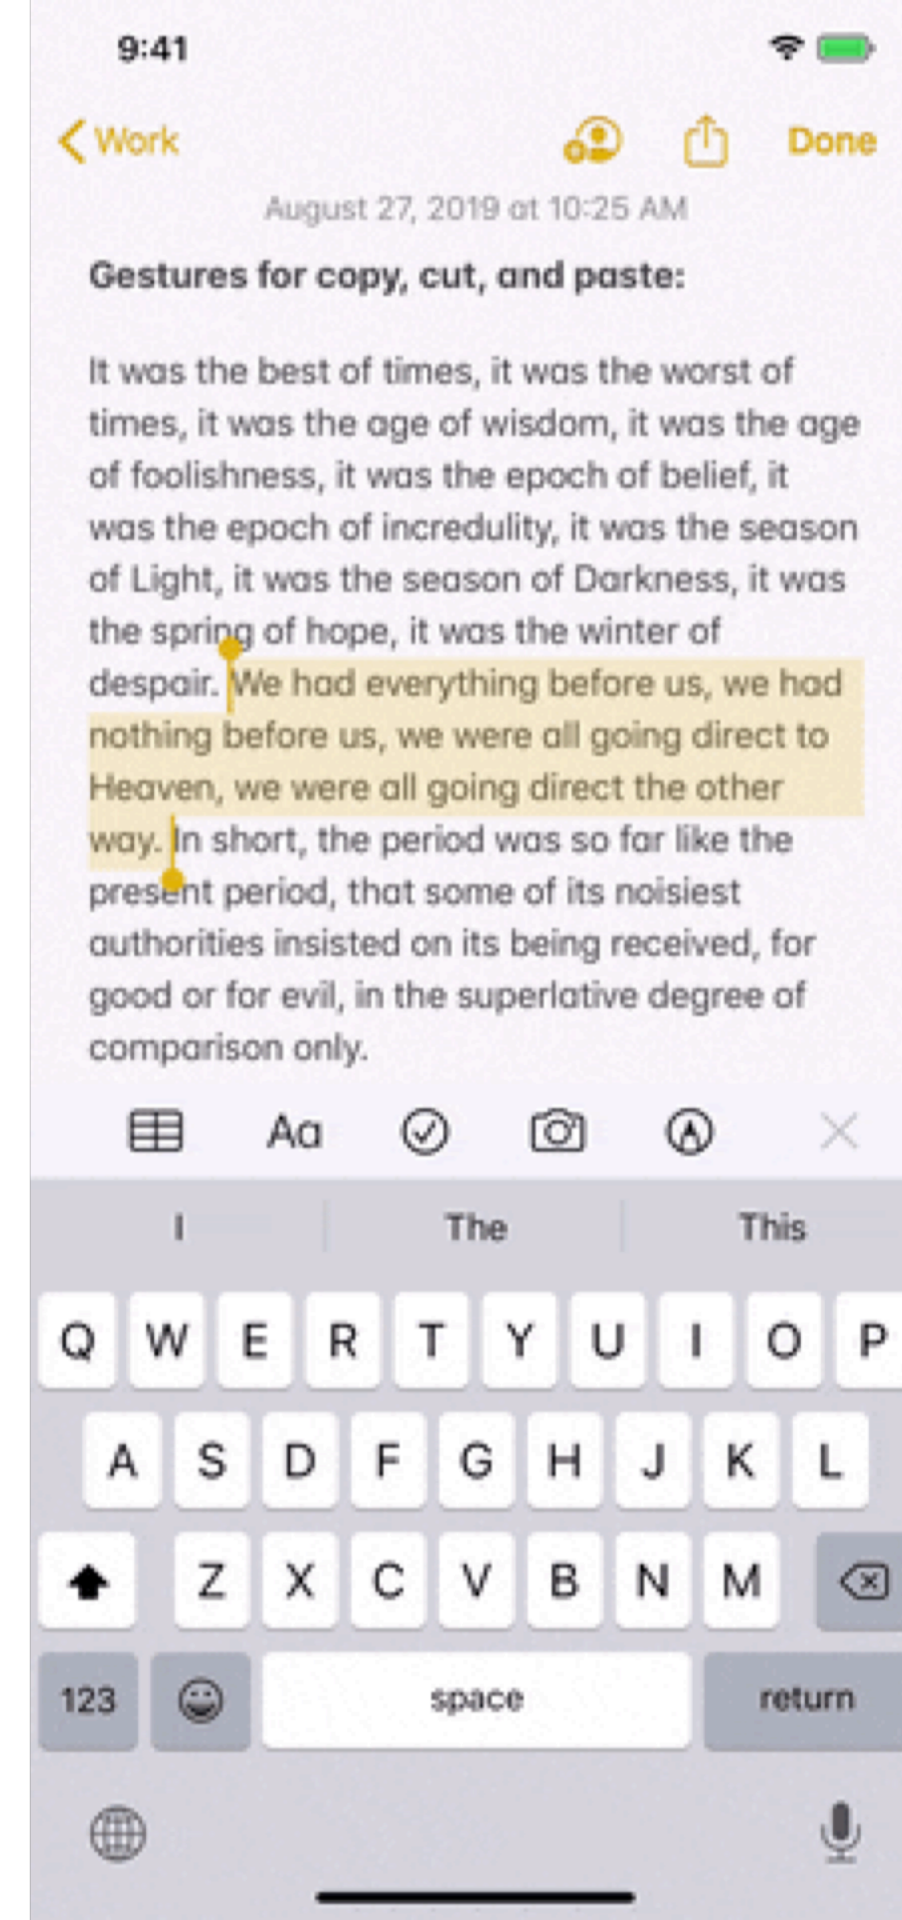 9:41
Work
Done
August 27, 2019 at 10:25 AM
Gestures for copy, cut, and paste:
It was the best of times, it was the worst of
times, it was the age of wisdom, it was the age
of foolishness, it was the epoch of belief, it
was the epoch of incredulity, it was the season
of Light, it was the season of Darkness, it was
the spring of hope, it was the winter of
despair. We had everything before us, we had
nothing before us, we were all going direct to
Heaven, we were all going direct the other
way. In short, the period was so far like the
present period, that some of its noisiest
authorities insisted on its being received, for
good or for evil, in the superlative degree of
comparison only.
Aa
I The This
Q W E R T Y U I O P
A S D F G H J K L
Z X C V B N M
123 space return